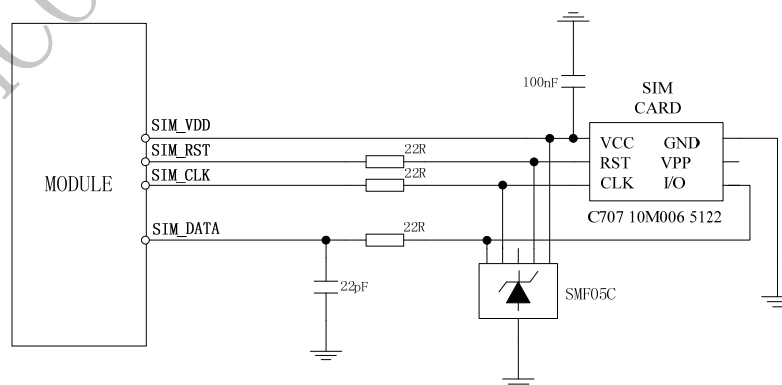 100nF
SIM
CARD
SIM_VDD
SIM_RST
22R
SIM_CLK
22R
MODULE
VCC GND
RST VPP
CLK I/O
C707 10M006 5122
SIM_DATA
22R
22pF
SMF05C